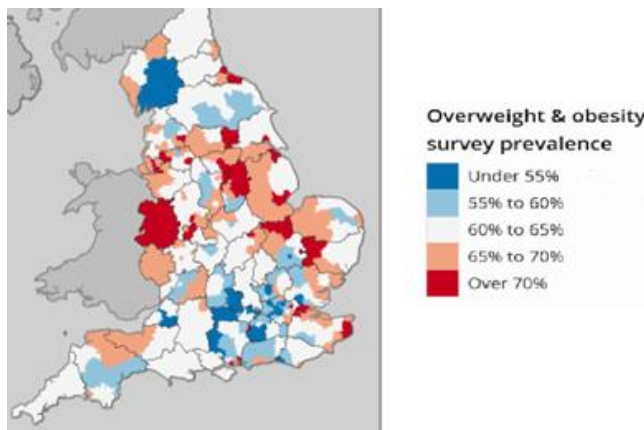 Overweight & obesity
survey prevalence
Under 55%
55% to 60%
60% to 65%
65% to 70%
Over 70%